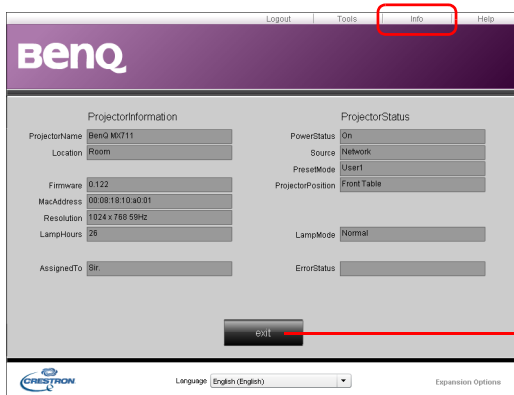 Logout Tools Info Help
BenQ
ProjectorInformation
ProjectorName BenQ MX711
Location Room
Firmware 0.122
MacAddress 00:08:18:10:a0:01
Resolution 1024 x 768 59Hz
LampHours 26
AssignedTo Sir.
ProjectorStatus
PowerStatus On
Source Network
PresetMode User1
ProjectorPosition Front Table
LampMode Normal
ErrorStatus
exit
CRESTRON
Language English (English)
Expansion Options